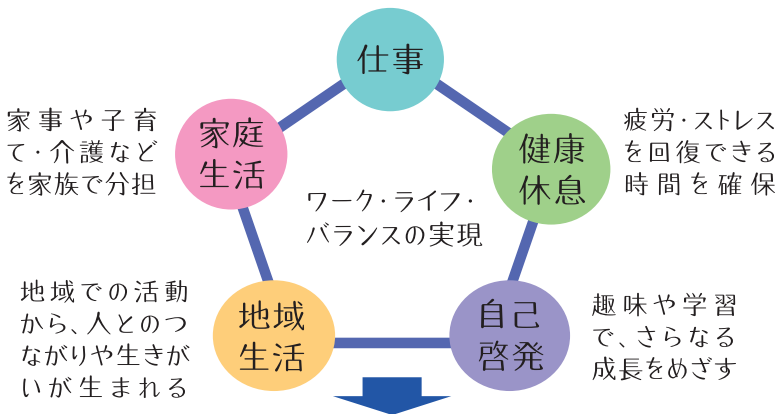 仕事
家庭
生活
家事や子育
て・介護など
を家族で分担
健康
休息
疲労・ストレス
を回復できる
時間を確保
ワーク・ライフ・
バランスの実現
地域
生活
地域での活動
から、人とのつ
ながりや生きが
いが生まれる
自己
啓発
趣味や学習
で、さらなる
成長をめざす